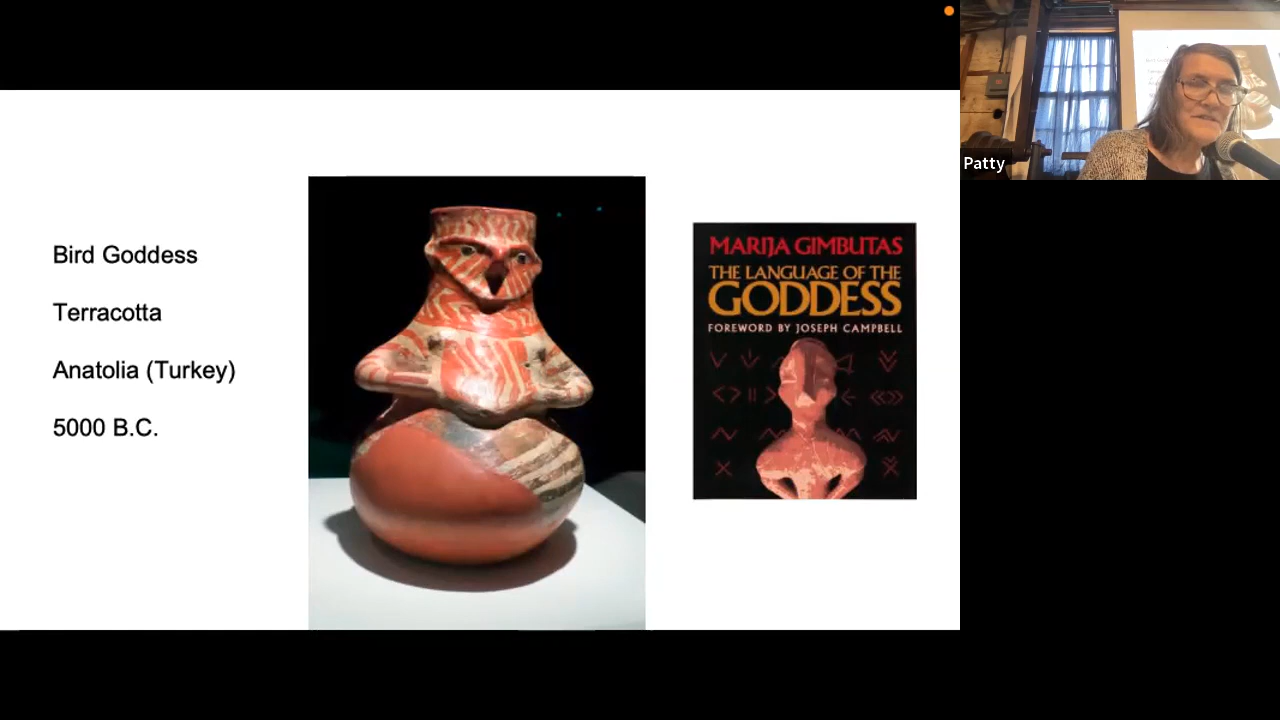 Bird Goddess
Terracotta
Anatolia (Turkey)
5000 B.C.
MARIJA GIMBUTAS
THE LANGUAGE OF THE
GODDESS
FOREWORD BY JOSEPH CAMPBELL
Patty